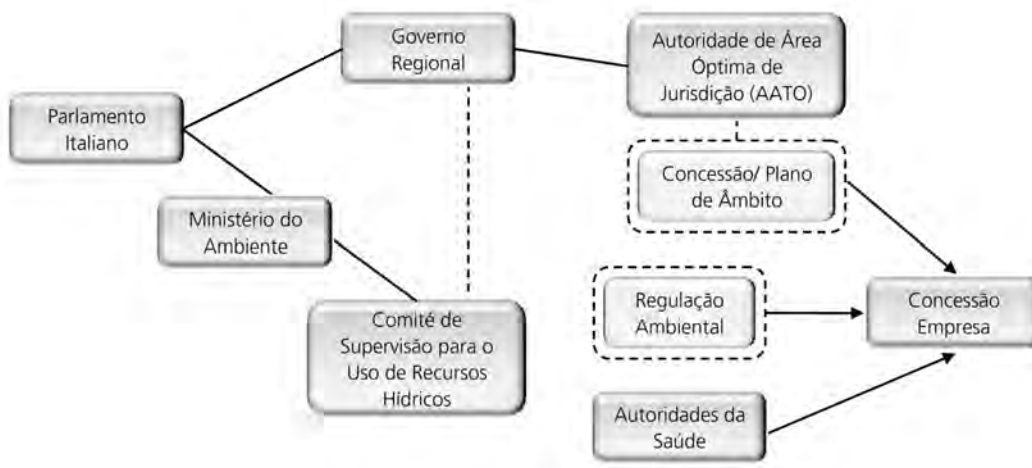 Governo
Regional
Autoridade de Área
Óptima de
Jurisdição (AATO)
Parlamento
Italiano
Concessão/ Plano
de Âmbito
Ministério do
Ambiente
Regulação
Ambiental
Concessão
Empresa
Comité de
Supervisão para o
Uso de Recursos
Hídricos
Autoridades da
Saúde